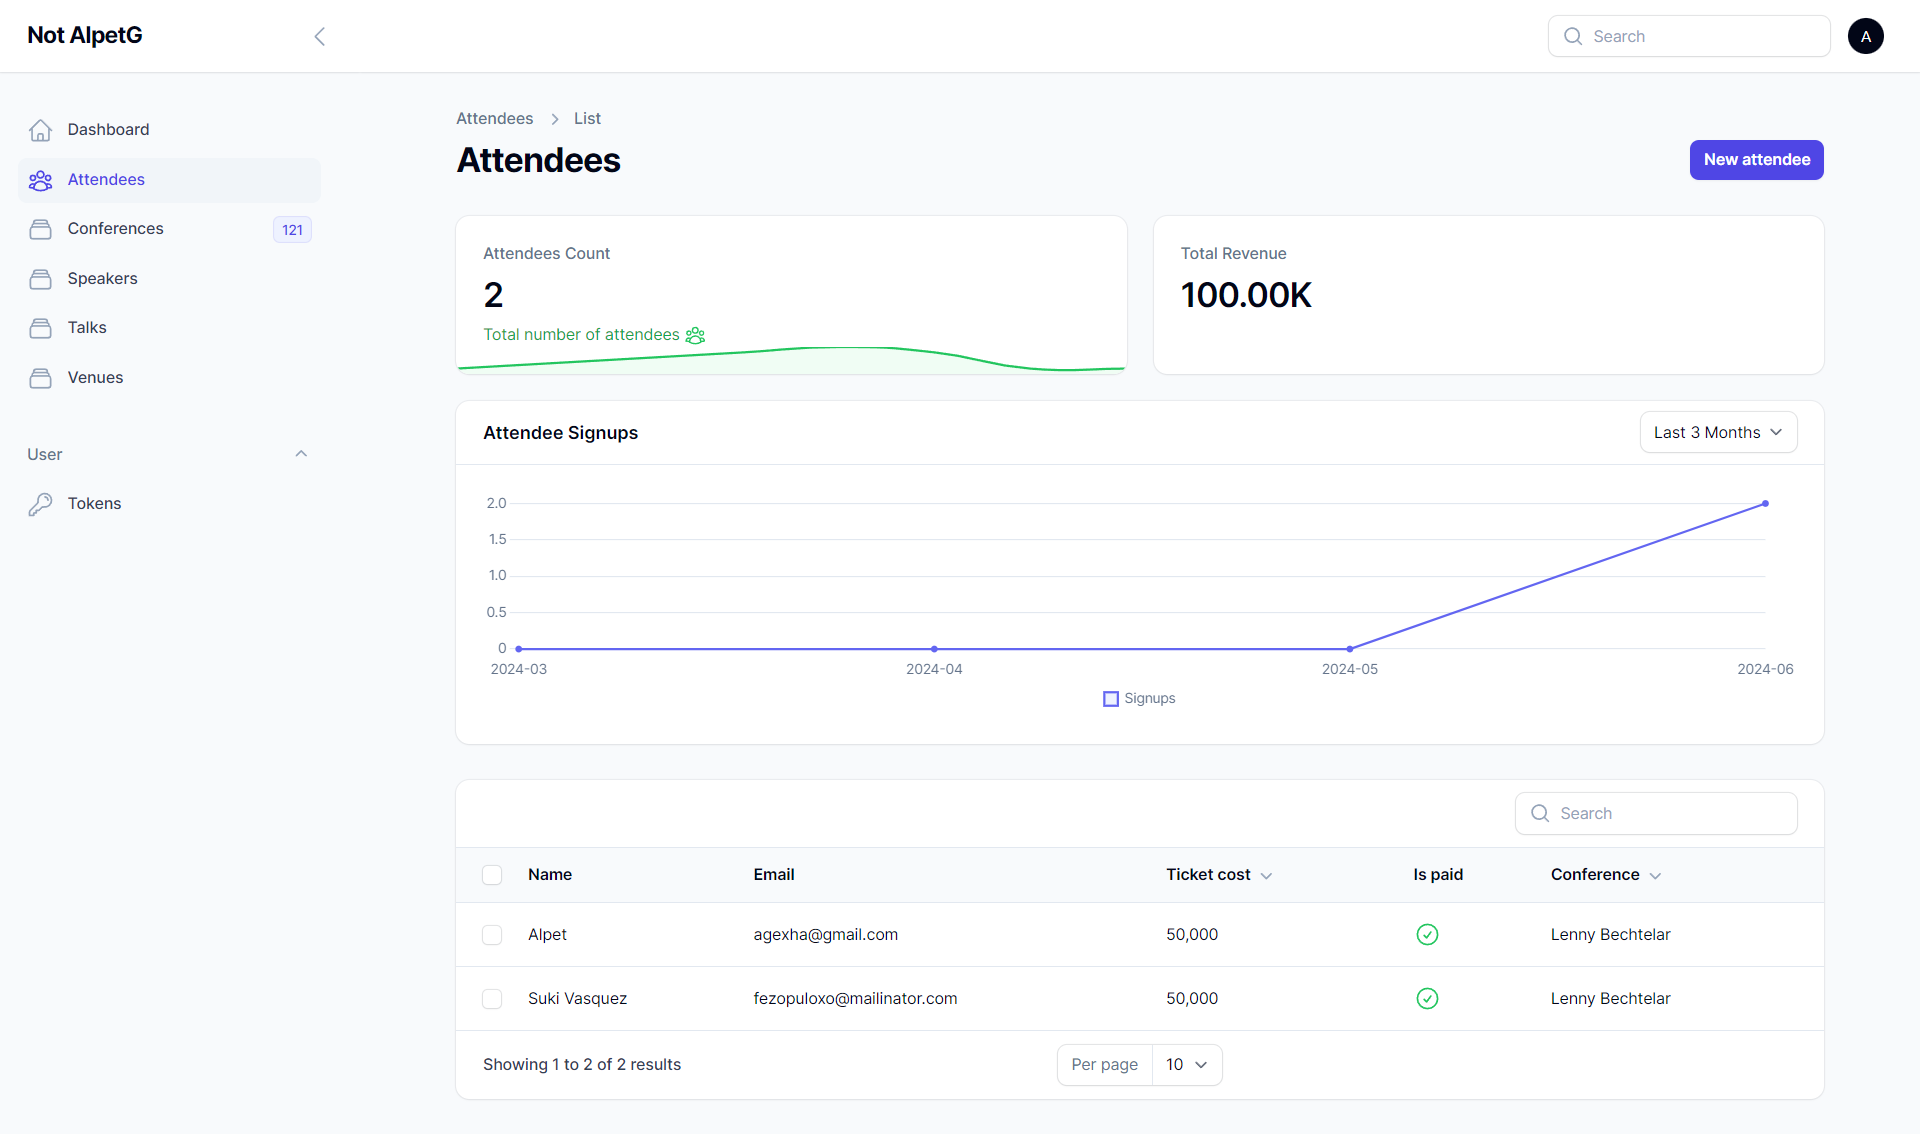 Not AlpetG
Search
A
Dashboard
Attendees
Conferences 121
Speakers
Talks
Venues
User
Tokens
Attendees > List
Attendees
New attendee
Attendees Count
2
Total number of attendees
Total Revenue
100.00K
Attendee Signups
Last 3 Months
2.0
1.5
1.0
0.5
0
2024-03 2024-04 2024-05 2024-06
Signups
Search
Name Email Ticket cost Is paid Conference
Alpet agexha@gmail.com 50,000 Lenny Bechtelar
Suki Vasquez fezopuloxo@mailinator.com 50,000 Lenny Bechtelar
Showing 1 to 2 of 2 results
Per page 10